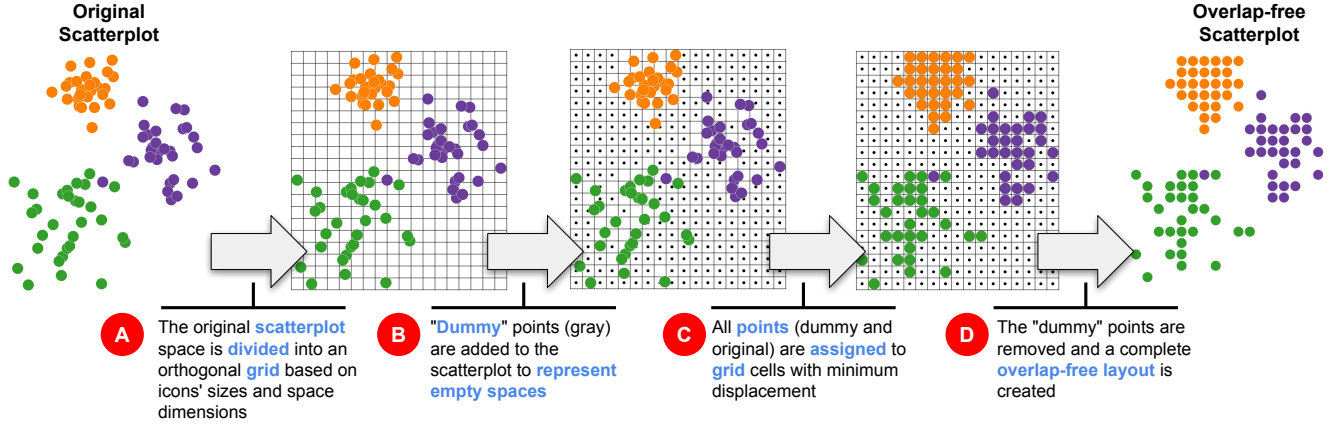 Original
Scatterplot
Overlap-free
Scatterplot
A
The original scatterplot
space is divided into an
orthogonal grid based on
icons' sizes and space
dimensions
B
"Dummy" points (gray)
are added to the
scatterplot to represent
empty spaces
C
All points (dummy and
original) are assigned to
grid cells with minimum
displacement
D
The "dummy" points are
removed and a complete
overlap-free layout is
created